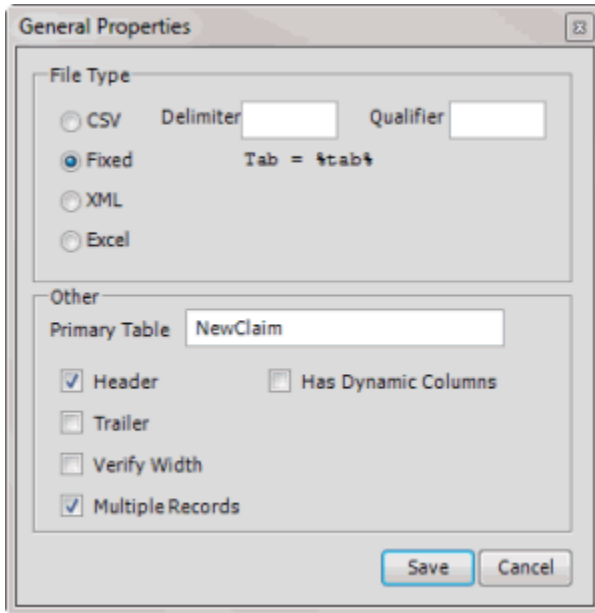 General Properties
File Type
CSV Delimiter Qualifier
Fixed Tab = %tab%
XML
Excel
Other
Primary Table NewClaim
Header Has Dynamic Columns
Trailer
Verify Width
Multiple Records
Save Cancel